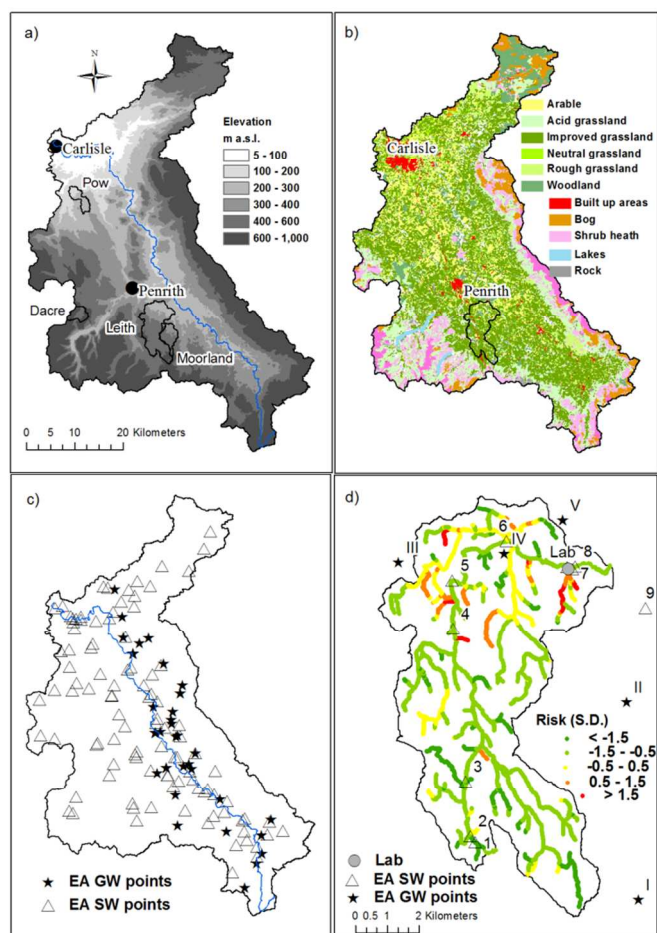 a)
N
Elevation
m a.s.l.
5 - 100
100 - 200
200 - 300
300 - 400
400 - 600
600 - 1,000
Carlisle
Pow
Penrith
Dacre
Leith
Moorland
0 5 10 20 Kilometers
b)
Arable
Acid grassland
Improved grassland
Neutral grassland
Rough grassland
Woodland
Built up areas
Bog
Shrub heath
Lakes
Rock
Carlisle
Penrith
c)
EA GW points
EA SW points
d)
V
6
IV
III
Lab
8
7
5
9
4
II
Risk (S.D.)
< -1.5
-1.5 - -0.5
-0.5 - 0.5
0.5 - 1.5
> 1.5
3
2
1
I
Lab
EA SW points
EA GW points
0 0.5 1 2 Kilometers